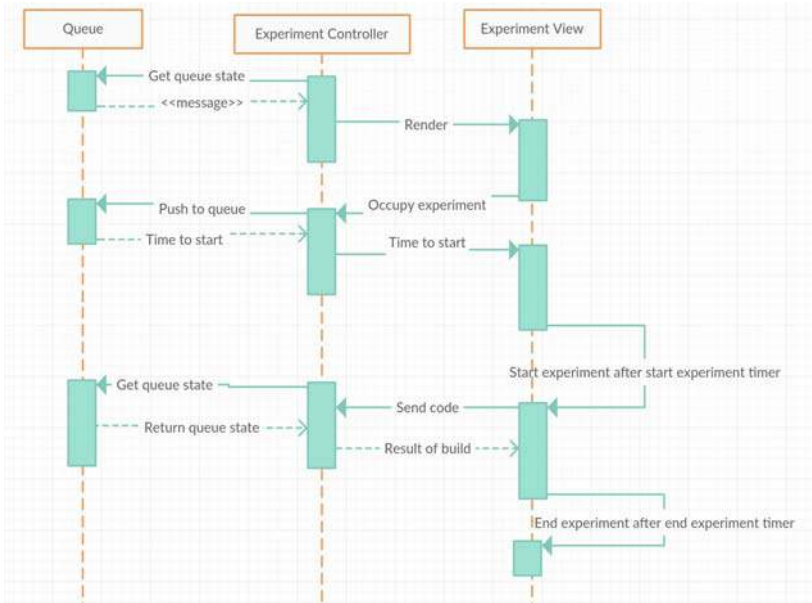 Queue
Experiment Controller
Experiment View
Get queue state
<<message>>
Render
Occupy experiment
Push to queue
Time to start
Time to start
Start experiment after start experiment timer
Get queue state
Send code
Return queue state
Result of build
End experiment after end experiment timer